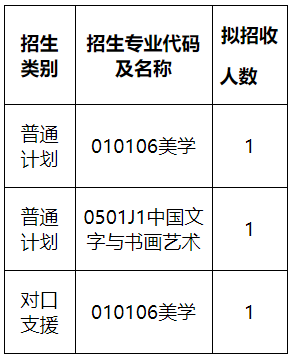 招生 招生专业代码 拟招收
类别 及名称 人数
普通
计划 010106美学 1
普通 0501J1中国文
计划 字与书画艺术 1
对口
支援 010106美学 1